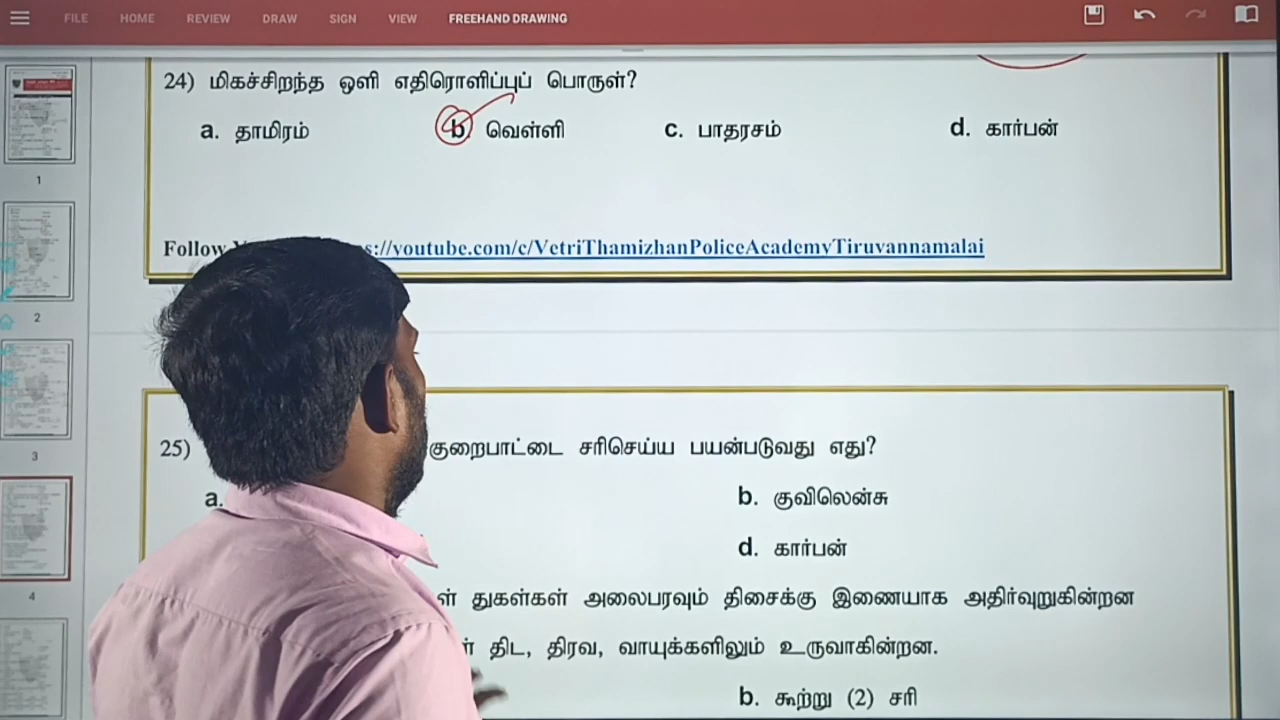 FILE HOME REVIEW DRAW SIGN VIEW FREEHAND DRAWING
24) மிகச்சிறந்த ஒளி எதிரொளிப்புப் பொருள்?
a. தாமிரம் b வெள்ளி c. பாதரசம் d. கார்பன்
Follow s://youtube.com/c/VetriThamizhanPoliceAcademyTiruvannamalai
25) குறைபாட்டை சரிசெய்ய பயன்படுவது எது?
a. b. குவிலென்சு
d. கார்பன்
ள் துகள்கள் அலைபரவும் திசைக்கு இணையாக அதிர்வுறுகின்றன
திட, திரவ, வாயுக்களிலும் உருவாகின்றன.
b. கூற்று (2) சரி
1
2
3
4